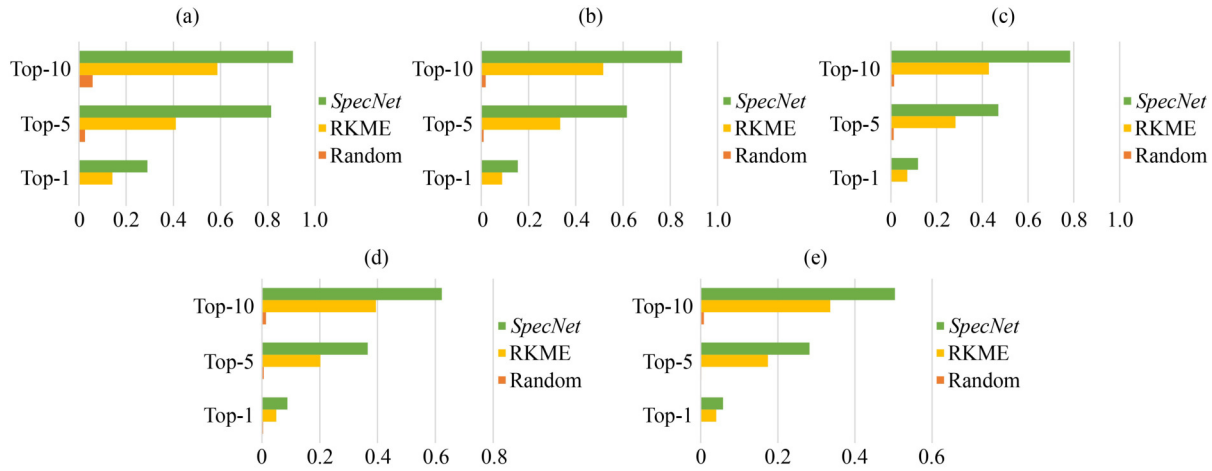 (a)
Top-10
Top-5
Top-1
0 0.2 0.4 0.6 0.8 1.0
SpecNet
RKME
Random
(b)
Top-10
Top-5
Top-1
0 0.2 0.4 0.6 0.8 1.0
SpecNet
RKME
Random
(c)
Top-10
Top-5
Top-1
0 0.2 0.4 0.6 0.8 1.0
SpecNet
RKME
Random
(d)
Top-10
Top-5
Top-1
0 0.2 0.4 0.6 0.8
SpecNet
RKME
Random
(e)
Top-10
Top-5
Top-1
0 0.2 0.4 0.6
SpecNet
RKME
Random